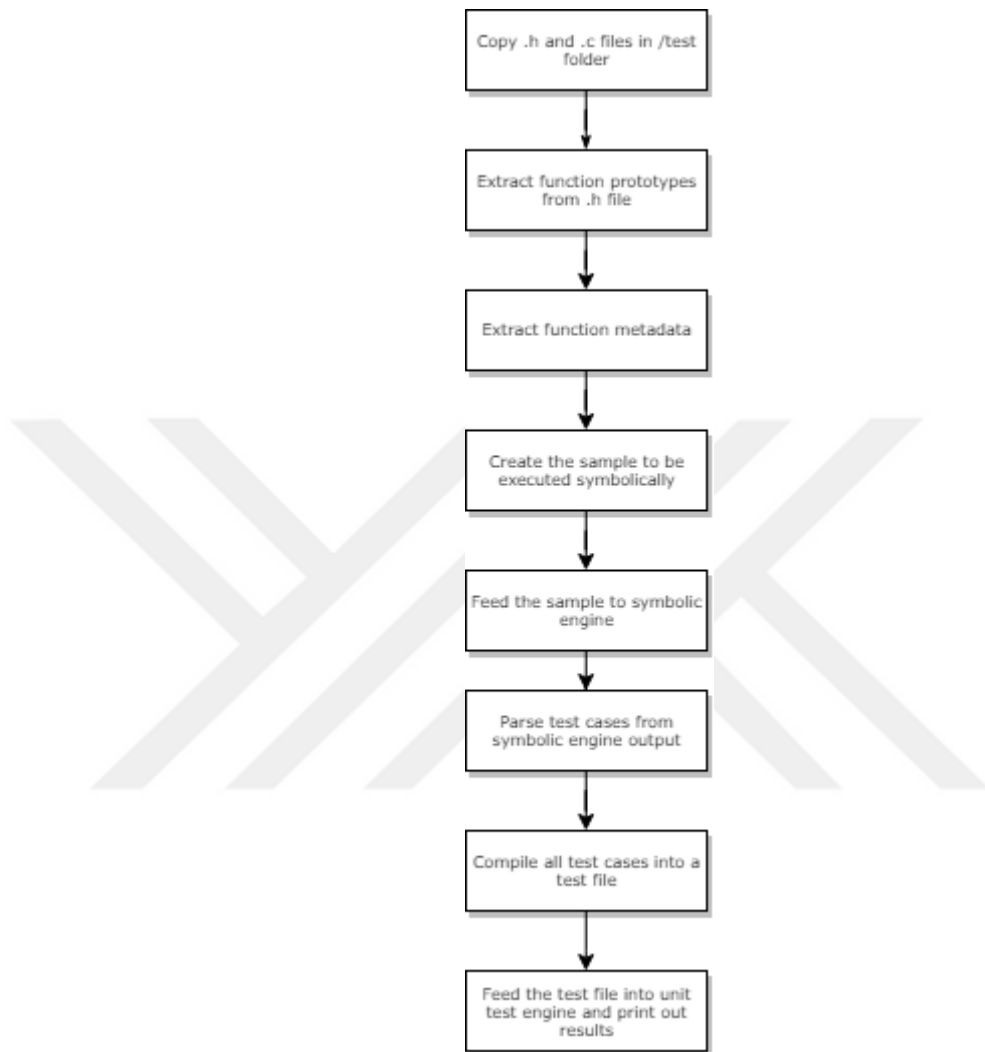 Copy .h and .c files in /test
folder
Extract function prototypes
from .h file
Extract function metadata
Create the sample to be
executed symbolically
Feed the sample to symbolic
engine
Parse test cases from
symbolic engine output
Compile all test cases into a
test file
Feed the test file into unit
test engine and print out
results